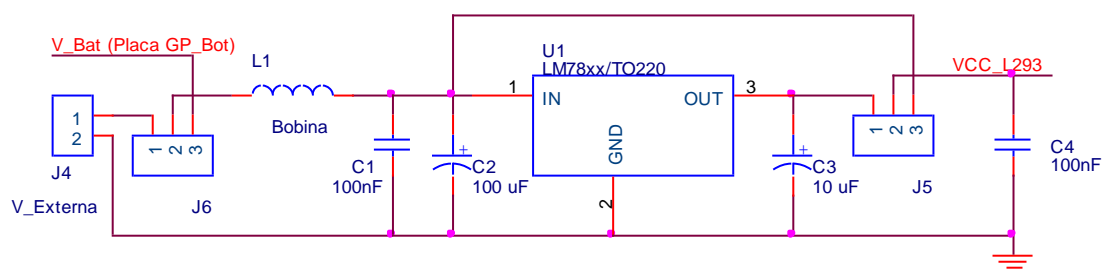 V_Bat (Placa GP_Bot)
L1
Bobina
1
2
J4
V_Externa
1
2
3
J6
C1
100nF
C2
100 uF
+
U1
LM78xx/TO220
1
IN
OUT
3
GND
2
+
C3
10 uF
1
2
3
J5
VCC_L293
C4
100nF